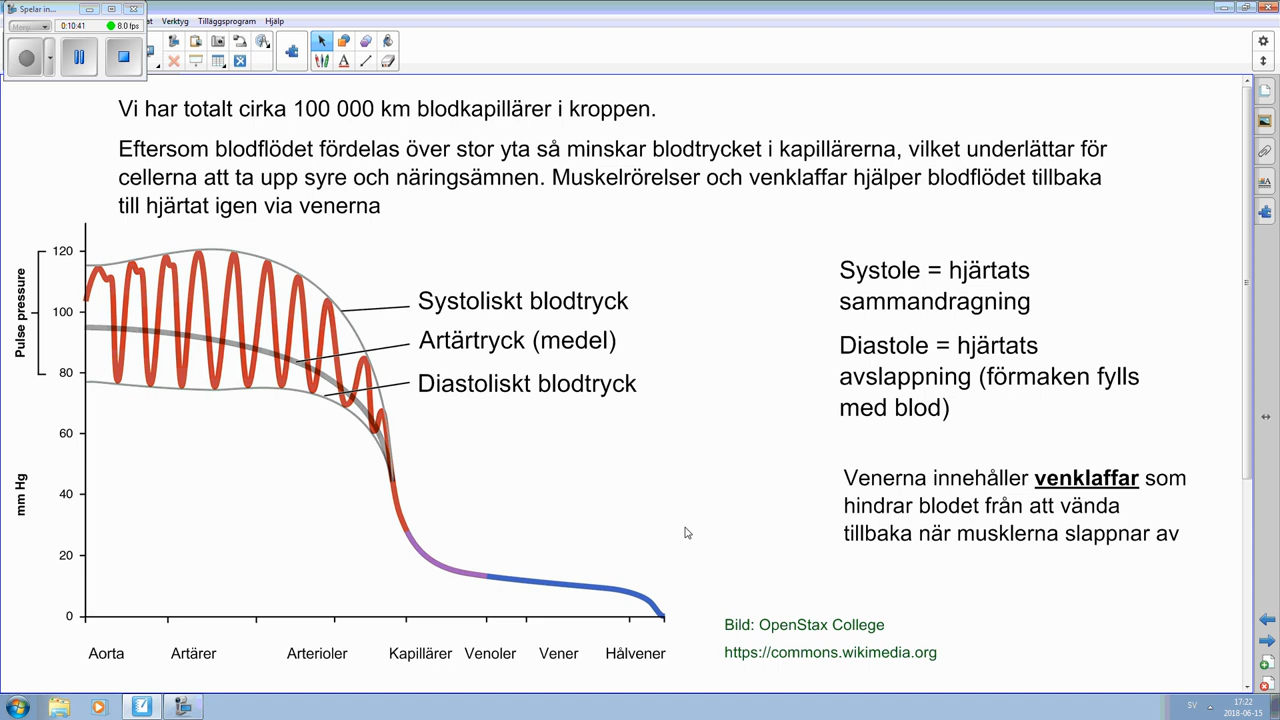 Spelar in...
Meny
0:10:41
8.0 fps
Verktyg
Tilläggsprogram
Hjälp
Vi har totalt cirka 100 000 km blodkapillärer i kroppen.
Eftersom blodflödet fördelas över stor yta så minskar blodtrycket i kapillärerna, vilket underlättar för
cellerna att ta upp syre och näringsämnen. Muskelrörelser och venklaffar hjälper blodflödet tillbaka
till hjärtat igen via venerna
Pulse pressure
mm Hg
120
100
80
60
40
20
0
Systoliskt blodtryck
Artärtryck (medel)
Diastoliskt blodtryck
Aorta
Artärer
Arterioler
Kapillärer
Venoler
Vener
Hålvener
Systole = hjärtats
sammandragning
Diastole = hjärtats
avslappning (förmaken fylls
med blod)
Venerna innehåller venklaffar som
hindrar blodet från att vända
tillbaka när musklerna slappnar av
Bild: OpenStax College
https://commons.wikimedia.org
SV
17:22
2018-06-15